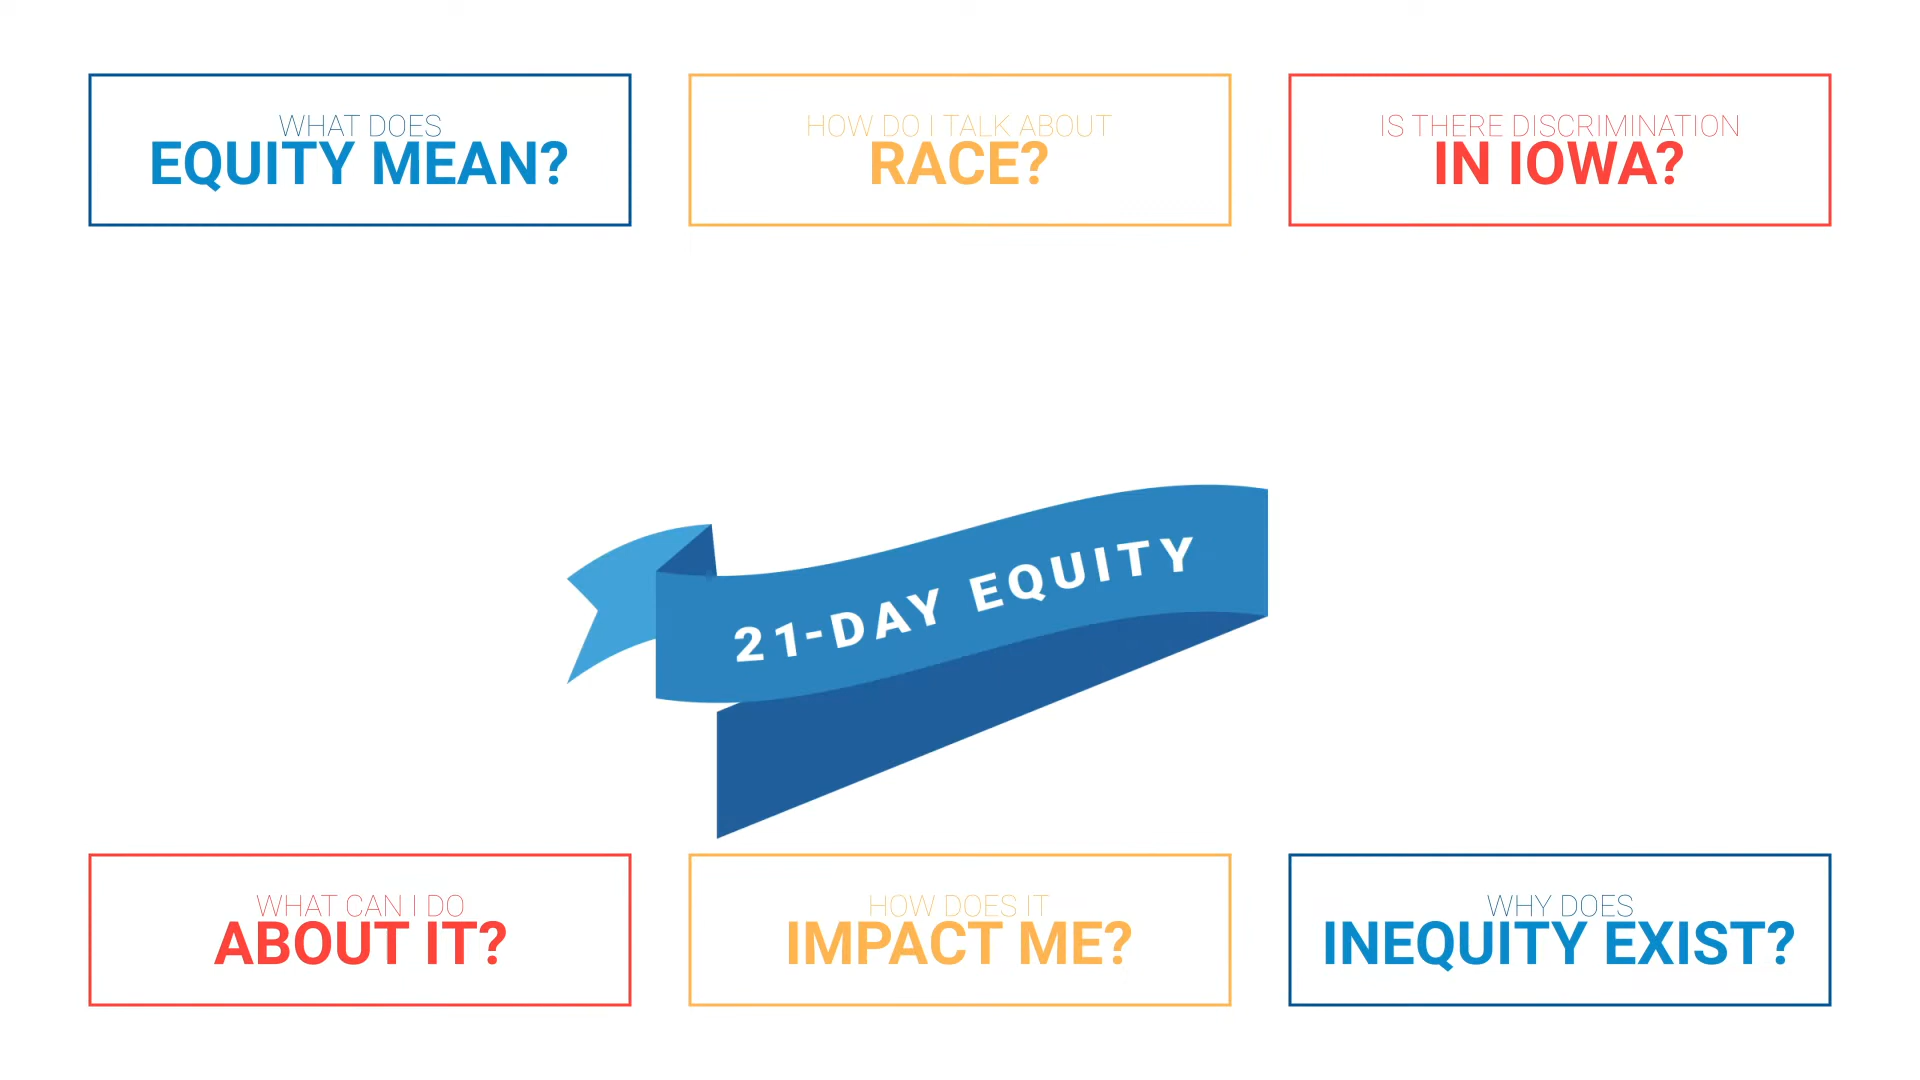 WHAT DOES
EQUITY MEAN?
HOW DO I TALK ABOUT
RACE?
IS THERE DISCRIMINATION
IN IOWA?
21-DAY EQUITY
WHAT CAN I DO
ABOUT IT?
HOW DOES IT
IMPACT ME?
WHY DOES
INEQUITY EXIST?